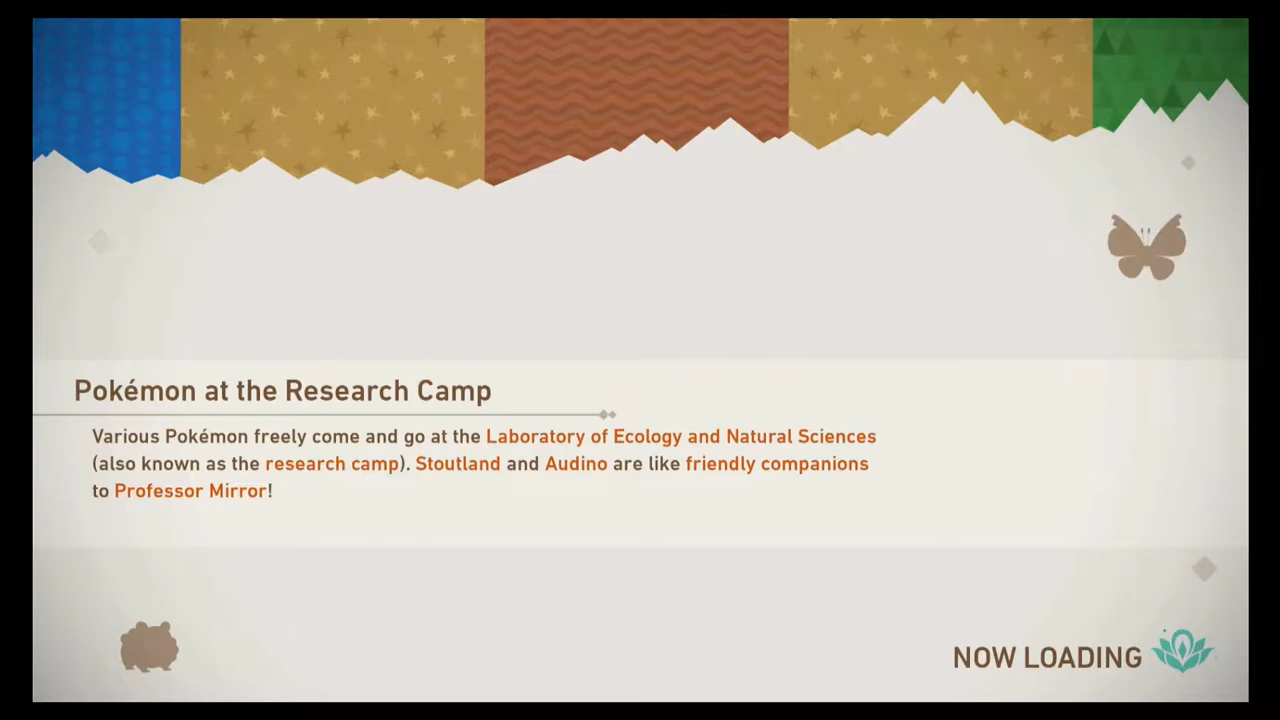 Pokémon at the Research Camp
Various Pokémon freely come and go at the Laboratory of Ecology and Natural Sciences
(also known as the research camp). Stoutland and Audino are like friendly companions
to Professor Mirror!
NOW LOADING